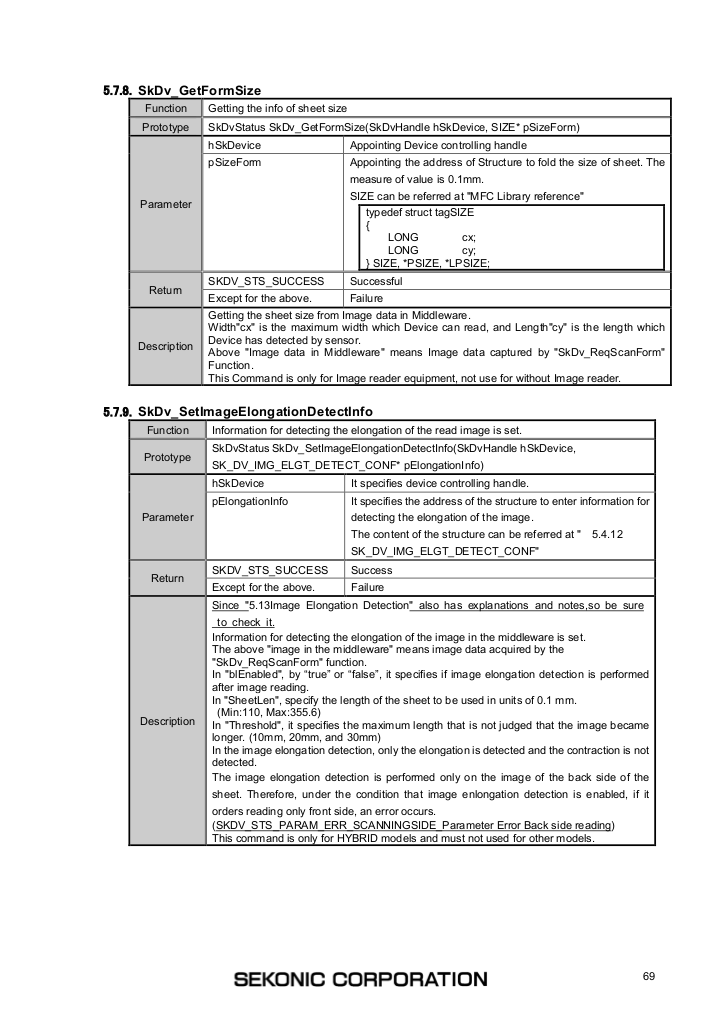 5.7.8. SkDv_GetFormSize
Function Getting the info of sheet size
Prototype SkDvStatus SkDv_GetFormSize(SkDvHandle hSkDevice, SIZE* pSizeForm)
Parameter
hSkDevice Appointing Device controlling handle
pSizeForm Appointing the address of Structure to fold the size of sheet. The
measure of value is 0.1mm.
SIZE can be referred at "MFC Library reference"
typedef struct tagSIZE
{
LONG cx;
LONG cy;
} SIZE, *PSIZE, *LPSIZE;
Return
SKDV_STS_SUCCESS Successful
Except for the above. Failure
Description
Getting the sheet size from Image data in Middleware.
Width"cx" is the maximum width which Device can read, and Length"cy" is the length which
Device has detected by sensor.
Above "Image data in Middleware" means Image data captured by "SkDv_ReqScanForm"
Function.
This Command is only for Image reader equipment, not use for without Image reader.
5.7.9. SkDv_SetImageElongationDetectInfo
Function Information for detecting the elongation of the read image is set.
Prototype
SkDvStatus SkDv_SetImageElongationDetectInfo(SkDvHandle hSkDevice,
SK_DV_IMG_ELGT_DETECT_CONF* pElongationInfo)
Parameter
hSkDevice It specifies device controlling handle.
pElongationInfo It specifies the address of the structure to enter information for
detecting the elongation of the image.
The content of the structure can be referred at " 5.4.12
SK_DV_IMG_ELGT_DETECT_CONF"
Return
SKDV_STS_SUCCESS Success
Except for the above. Failure
Description
Since "5.13Image Elongation Detection" also has explanations and notes,so be sure
to check it.
Information for detecting the elongation of the image in the middleware is set.
The above "image in the middleware" means image data acquired by the
"SkDv_ReqScanForm" function.
In "blEnabled", by “true” or “false”, it specifies if image elongation detection is performed
after image reading.
In "SheetLen", specify the length of the sheet to be used in units of 0.1 mm.
(Min:110, Max:355.6)
In "Threshold", it specifies the maximum length that is not judged that the image became
longer. (10mm, 20mm, and 30mm)
In the image elongation detection, only the elongation is detected and the contraction is not
detected.
The image elongation detection is performed only on the image of the back side of the
sheet. Therefore, under the condition that image enlongation detection is enabled, if it
orders reading only front side, an error occurs.
(SKDV_STS_PARAM_ERR_SCANNINGSIDE Parameter Error Back side reading)
This command is only for HYBRID models and must not used for other models.
SEKONIC CORPORATION
69